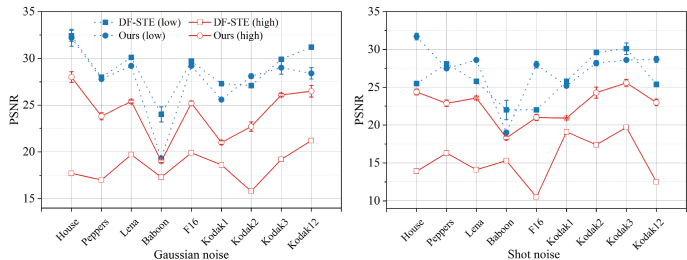 DF-STE (low) DF-STE (high)
Ours (low) Ours (high)
PSNR
35
30
25
20
15
House Peppers Lena Baboon F16 Kodak1 Kodak2 Kodak3 Kodak12
Gaussian noise
PSNR
35
30
25
20
15
10
House Peppers Lena Baboon F16 Kodak1 Kodak2 Kodak3 Kodak12
Shot noise